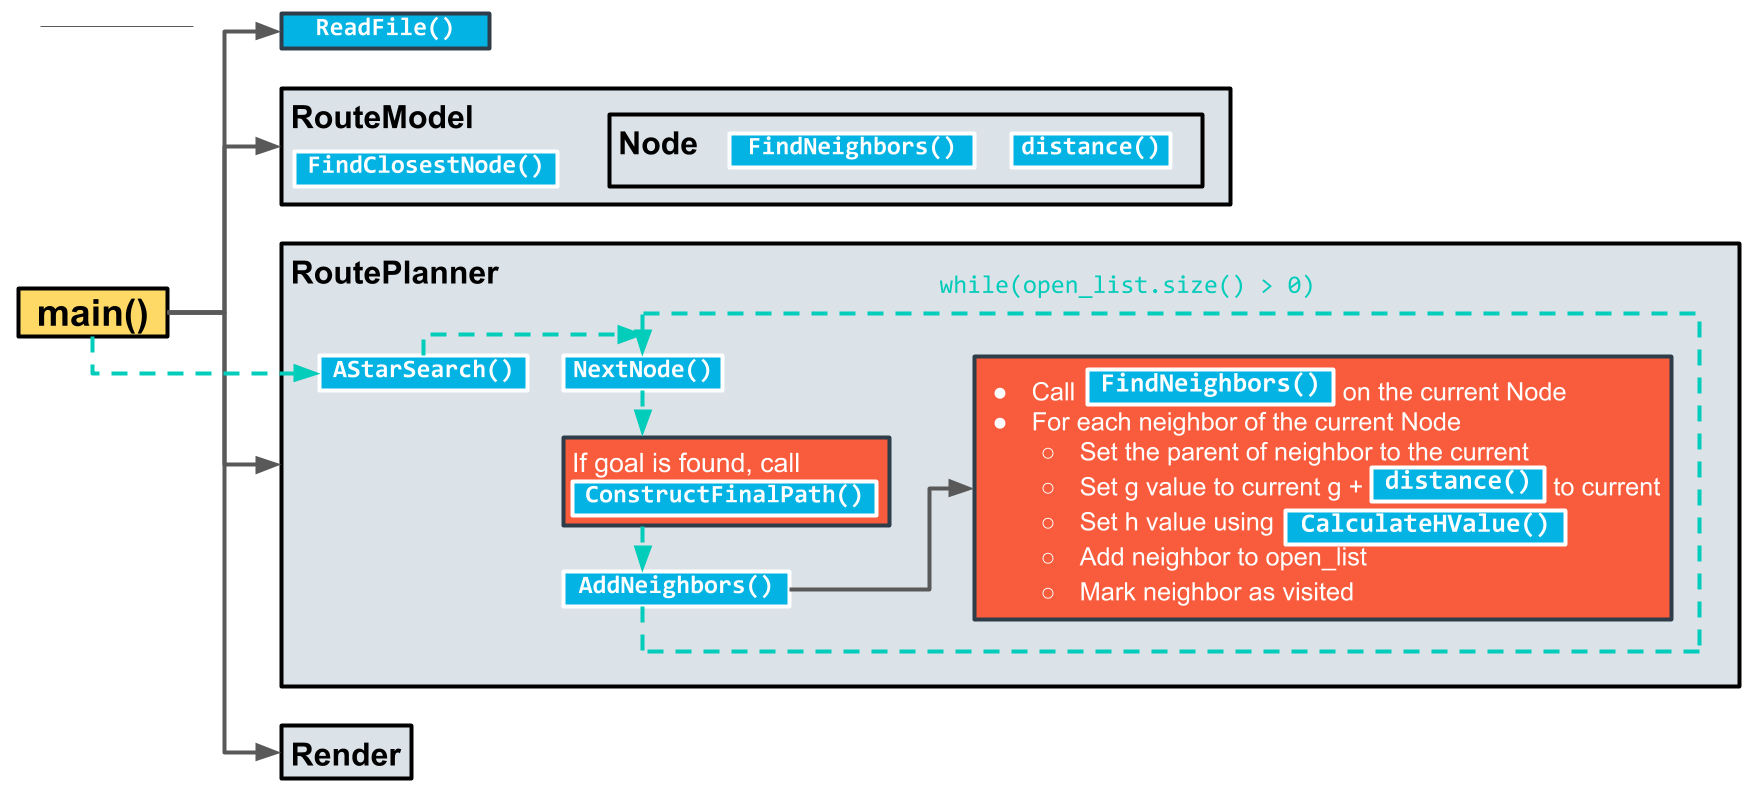 ReadFile()
RouteModel
FindClosestNode()
Node
FindNeighbors()
distance()
main()
RoutePlanner
while(open_list.size() > 0)
AStarSearch()
NextNode()
If goal is found, call
ConstructFinalPath()
AddNeighbors()
● Call FindNeighbors() on the current Node
● For each neighbor of the current Node
○ Set the parent of neighbor to the current
○ Set g value to current g + distance() to current
○ Set h value using CalculateHValue()
○ Add neighbor to open_list
○ Mark neighbor as visited
Render